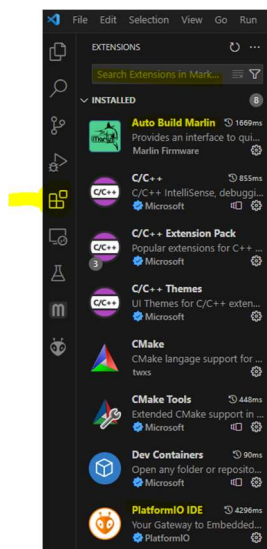 File Edit Selection View Go Run
EXTENSIONS
Search Extensions in Mark...
INSTALLED 8
Auto Build Marlin 1669ms
Provides an interface to qui...
Marlin Firmware
C/C++ 855ms
C/C++ IntelliSense, debuggi...
Microsoft
C/C++ Extension Pack
Popular extensions for C++ ...
3 Microsoft
C/C++ Themes
UI Themes for C/C++ exten...
Microsoft
CMake
CMake langage support for ...
twxs
CMake Tools 448ms
Extended CMake support in ...
Microsoft
Dev Containers 90ms
Open any folder or reposito...
Microsoft
PlatformIO IDE 4296ms
Your Gateway to Embedded...
PlatformIO